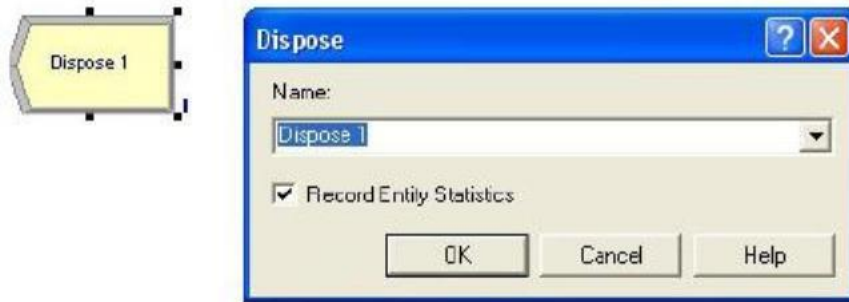 Dispose 1
Dispose
Name:
Dispose 1
Record Entity Statistics
OK Cancel Help